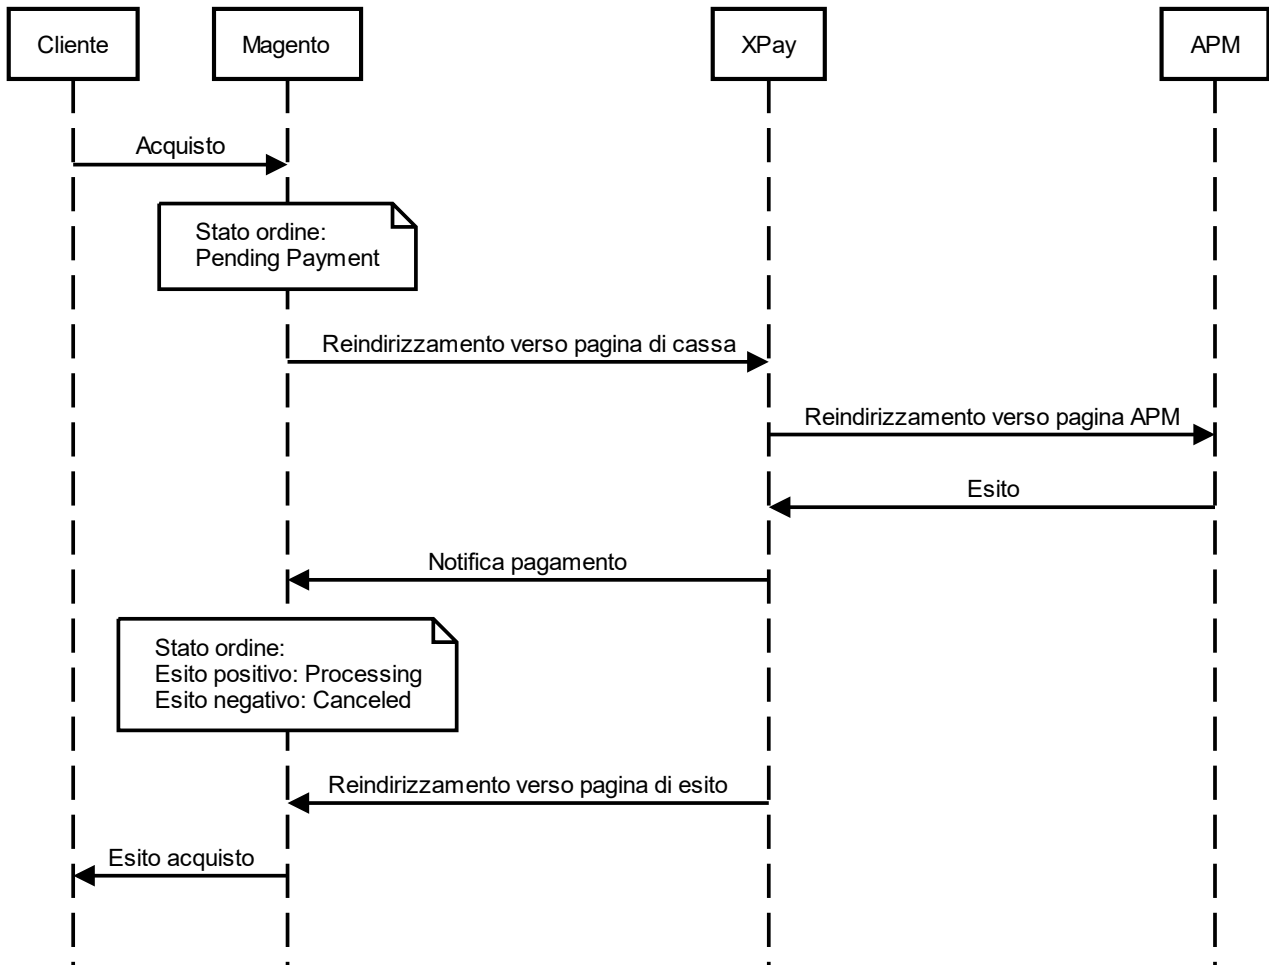 Cliente
Magento
XPay
APM
Acquisto
Stato ordine:
Pending Payment
Reindirizzamento verso pagina di cassa
Reindirizzamento verso pagina APM
Esito
Notifica pagamento
Stato ordine:
Esito positivo: Processing
Esito negativo: Canceled
Reindirizzamento verso pagina di esito
Esito acquisto